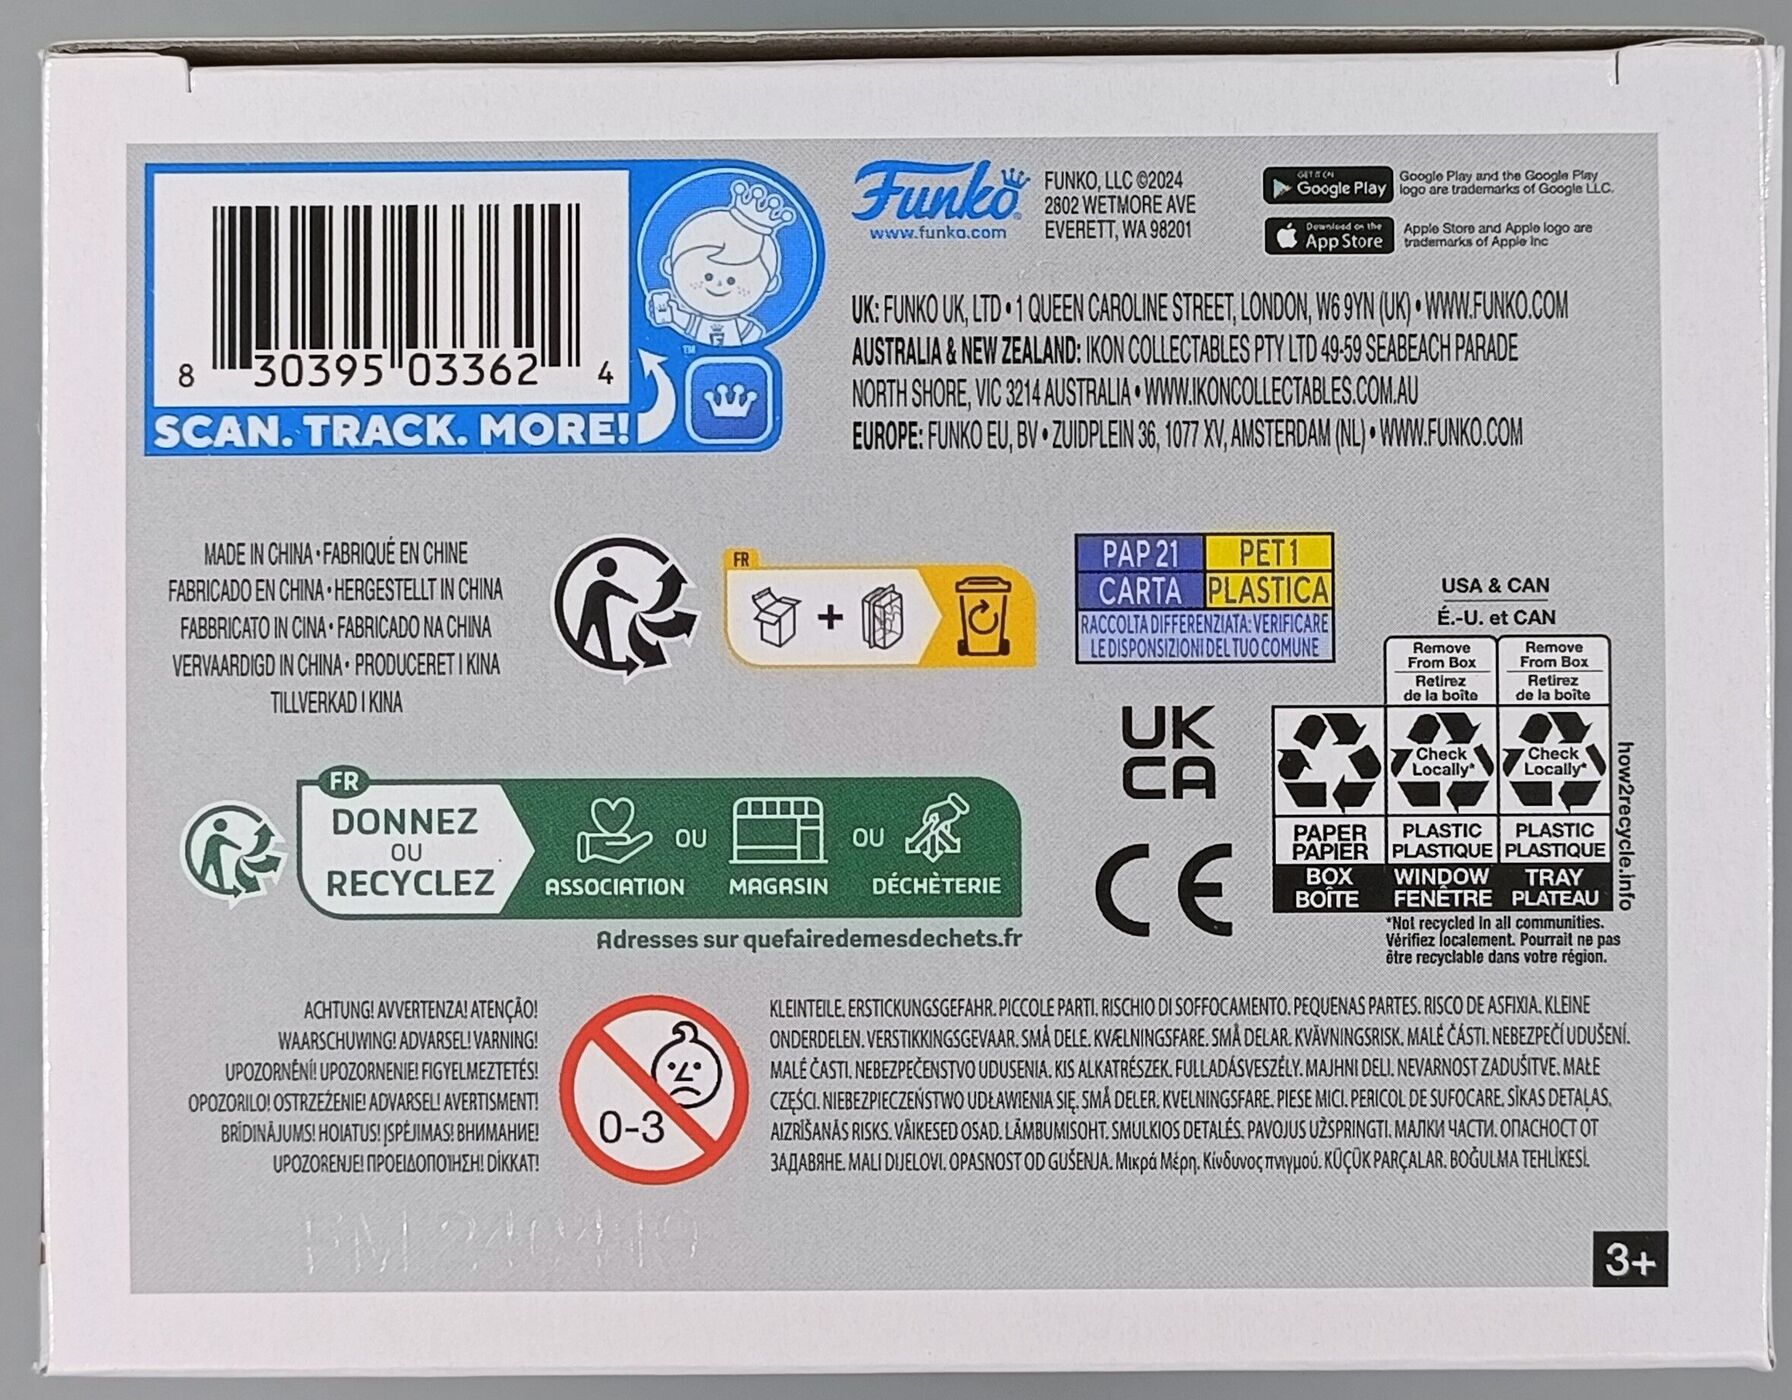 8 30395 03362 4
SCAN. TRACK. MORE!
TM
Funko
www.funko.com
FUNKO, LLC ©2024
2802 WETMORE AVE
EVERETT, WA 98201
GET IT ON
Google Play
Google Play and the Google Play
logo are trademarks of Google LLC.
Download on the
App Store
Apple Store and Apple logo are
trademarks of Apple Inc
UK: FUNKO UK, LTD • 1 QUEEN CAROLINE STREET, LONDON, W6 9YN (UK) • WWW.FUNKO.COM
AUSTRALIA & NEW ZEALAND: IKON COLLECTABLES PTY LTD 49-59 SEABEACH PARADE
NORTH SHORE, VIC 3214 AUSTRALIA • WWW.IKONCOLLECTABLES.COM.AU
EUROPE: FUNKO EU, BV • ZUIDPLEIN 36, 1077 XV, AMSTERDAM (NL) • WWW.FUNKO.COM
MADE IN CHINA • FABRIQUÉ EN CHINE
FABRICADO EN CHINA • HERGESTELLT IN CHINA
FABBRICATO IN CINA • FABRICADO NA CHINA
VERVAARDIGD IN CHINA • PRODUCERET I KINA
TILLVERKAD I KINA
FR
+
PAP 21
CARTA
PET 1
PLASTICA
RACCOLTA DIFFERENZIATA: VERIFICARE
LE DISPONSIZIONI DEL TUO COMUNE
USA & CAN
É.-U. et CAN
Remove
From Box
Retirez
de la boîte
Remove
From Box
Retirez
de la boîte
Check
Locally*
Check
Locally*
PAPER
PAPIER
PLASTIC
PLASTIQUE
PLASTIC
PLASTIQUE
BOX
BOÎTE
WINDOW
FENÊTRE
TRAY
PLATEAU
how2recycle.info
*Not recycled in all communities.
Vérifiez localement. Pourrait ne pas
être recyclable dans votre région.
UK
CA
CE
FR
DONNEZ
OU
RECYCLEZ
ASSOCIATION
OU
MAGASIN
OU
DÉCHÈTERIE
Adresses sur quefairedemesdechets.fr
ACHTUNG! AVVERTENZA! ATENÇÃO!
WAARSCHUWING! ADVARSEL! VARNING!
UPOZORNĚNÍ! UPOZORNENIE! FIGYELMEZTETÉS!
OPOZORILO! OSTRZEŻENIE! ADVARSEL! AVERTISMENT!
BRĪDINĀJUMS! HOIATUS! ĮSPĖJIMAS! ВНИМАНИЕ!
UPOZORENJE! ΠΡΟΕΙΔΟΠΟΊΗΣΗ! DİKKAT!
0-3
KLEINTEILE. ERSTICKUNGSGEFAHR. PICCOLE PARTI. RISCHIO DI SOFFOCAMENTO. PEQUENAS PARTES. RISCO DE ASFIXIA. KLEINE
ONDERDELEN. VERSTIKKINGSGEVAAR. SMÅ DELE. KVÆLNINGSFARE. SMÅ DELAR. KVÄVNINGSRISK. MALÉ ČÁSTI. NEBEZPEČÍ UDUŠENÍ.
MALÉ ČASTI. NEBEZPEČENSTVO UDUSENIA. KIS ALKATRÉSZEK. FULLADÁSVESZÉLY. MAJHNI DELI. NEVARNOST ZADUŠITVE. MAŁE
CZĘŚCI. NIEBEZPIECZEŃSTWO UDŁAWIENIA SIĘ. SMÅ DELER. KVELNINGSFARE. PIESE MICI. PERICOL DE SUFOCARE. SĪKAS DETAĻAS.
AIZRĪŠANĀS RISKS. VÄIKESED OSAD. LÄMBUMISOHT. SMULKIOS DETALĖS. PAVOJUS UŽSPRINGTI. МАЛКИ ЧАСТИ. ОПАСНОСТ ОТ
ЗАДАВЯНЕ. MALI DIJELOVI. OPASNOST OD GUŠENJA. Μικρά Μέρη. Κίνδυνος πνιγμού. KÜÇÜK PARÇALAR. BOĞULMA TEHLİKESİ.
3+